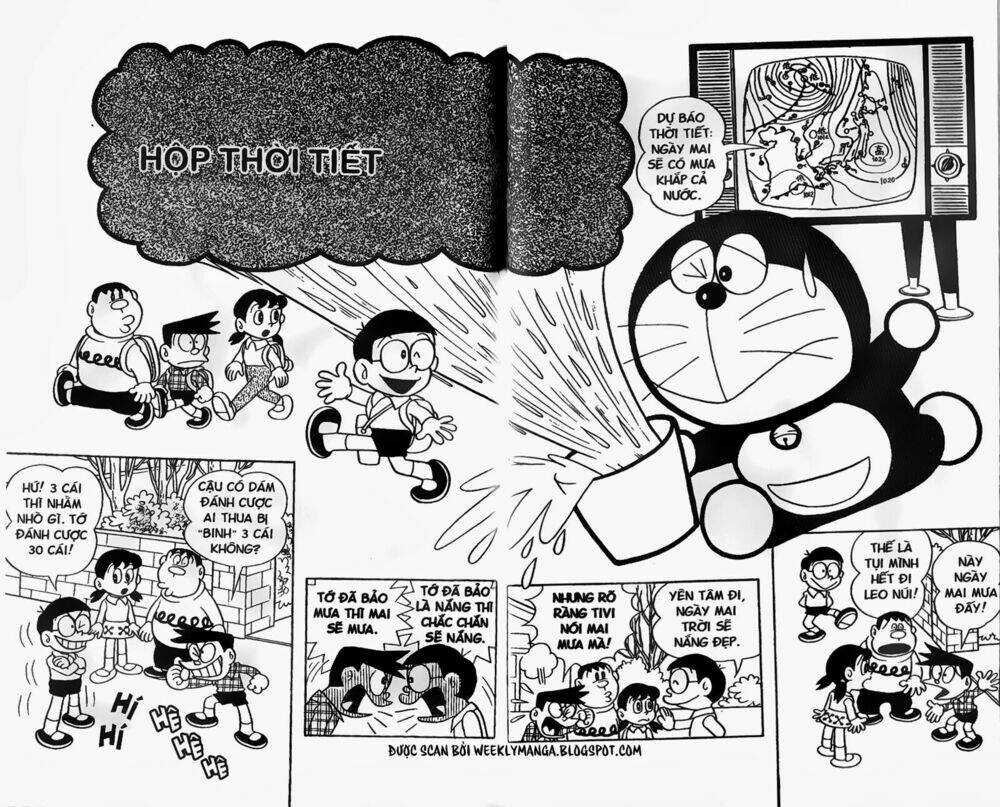 HỘP THỜI TIẾT
DỰ BÁO
THỜI TIẾT:
NGÀY MAI
SẼ CÓ MƯA
KHẮP CẢ
NƯỚC.
1026
1020
NÀY
NGÀY
MAI MƯA
ĐẤY!
THẾ LÀ
TỤI MÌNH
HẾT ĐI
LEO NÚI!
YÊN TÂM ĐI,
NGÀY MAI
TRỜI SẼ
NẮNG ĐẸP.
NHƯNG RÕ
RÀNG TIVI
NÓI MAI
MƯA MÀ!
TỚ ĐÃ BẢO
LÀ NẮNG THÌ
CHẮC CHẮN
SẼ NẮNG.
TỚ ĐÃ BẢO
MƯA THÌ MAI
SẼ MƯA.
CẬU CÓ DÁM
ĐÁNH CƯỢC
AI THUA BỊ
"BINH" 3 CÁI
KHÔNG?
HỨ! 3 CÁI
THÌ NHẰM
NHÒ GÌ. TỚ
ĐÁNH CƯỢC
30 CÁI!
HÍ
HÍ
HÊ
HÊ
HÊ
ĐƯỢC SCAN BỞI WEEKLYMANGA.BLOGSPOT.COM